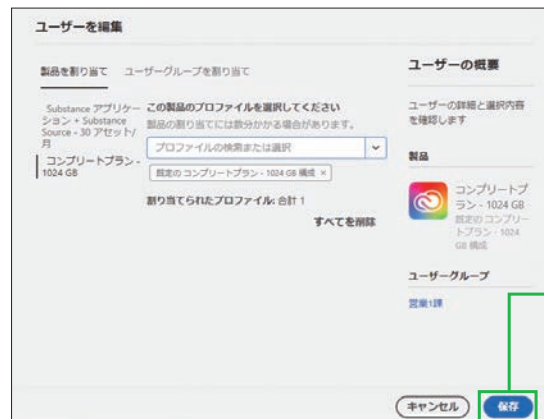 ユーザーを編集
製品を割り当て ユーザーグループを割り当て
Substance アプリケー
ション + Substance
Source - 30 アセット/
月
コンプリートプラン -
1024 GB
この製品のプロファイルを選択してください
製品の割り当てには数分かかる場合があります。
プロファイルの検索または選択
既定の コンプリートプラン - 1024 GB 構成 ×
割り当てられたプロファイル: 合計 1
すべてを削除
ユーザーの概要
ユーザーの詳細と選択内容
を確認します
製品
コンプリートプ
ラン - 1024 GB
既定の コンプリー
トプラン - 1024
GB 構成
ユーザーグループ
営業1課
キャンセル
保存